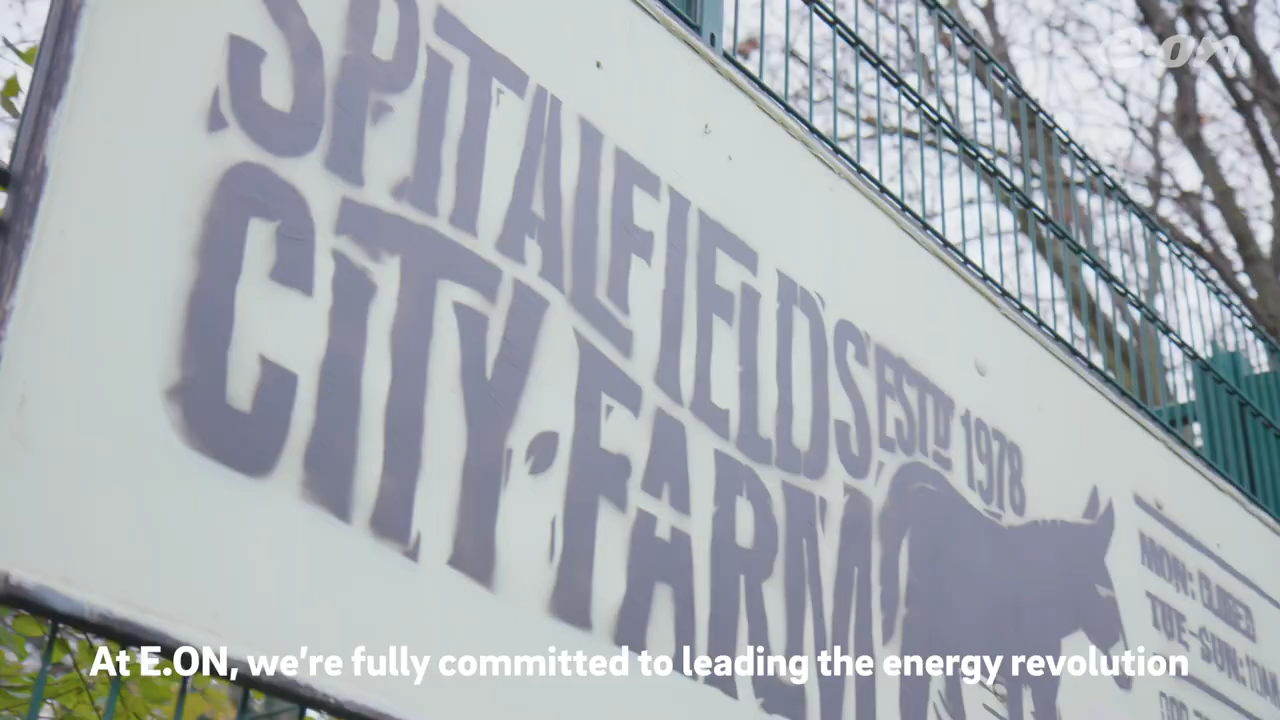 e·on
SPITALFIELDS ESTD 1978
CITY·FARM
MON: CLOSED
TUE-SUN: 10AM
At E.ON, we're fully committed to leading the energy revolution